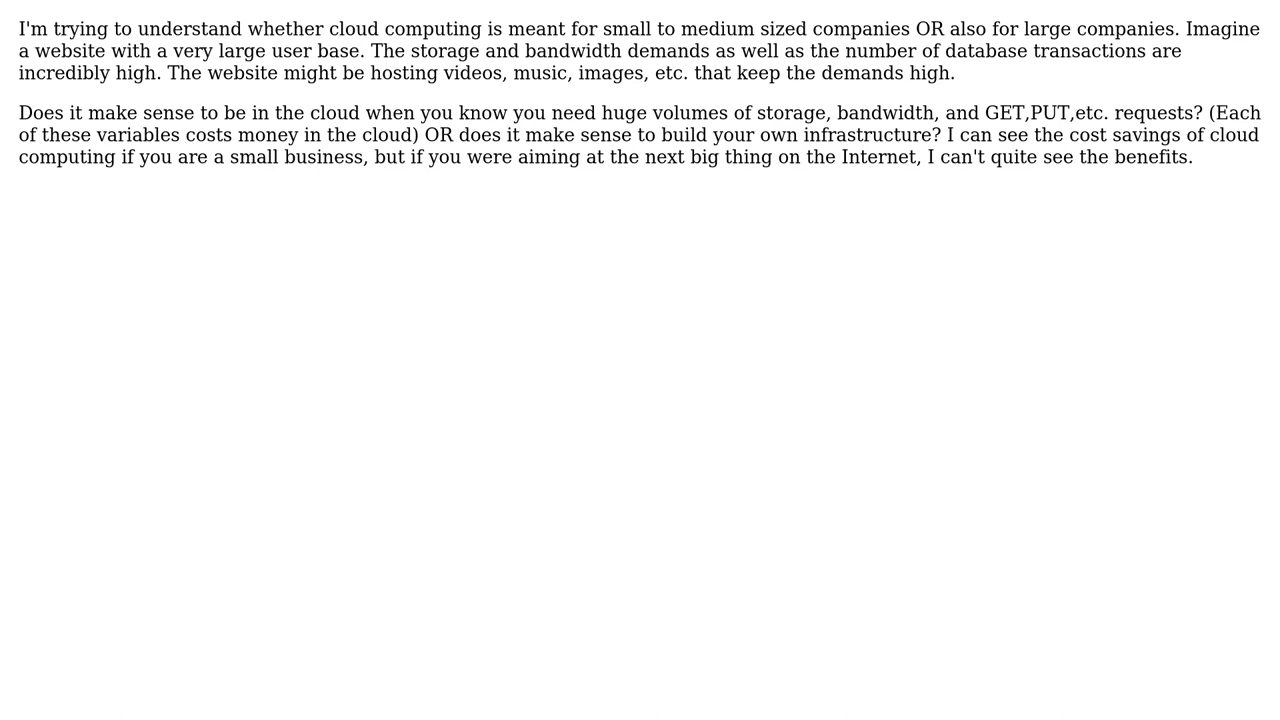 I'm trying to understand whether cloud computing is meant for small to medium sized companies OR also for large companies. Imagine
a website with a very large user base. The storage and bandwidth demands as well as the number of database transactions are
incredibly high. The website might be hosting videos, music, images, etc. that keep the demands high.
Does it make sense to be in the cloud when you know you need huge volumes of storage, bandwidth, and GET,PUT,etc. requests? (Each
of these variables costs money in the cloud) OR does it make sense to build your own infrastructure? I can see the cost savings of cloud
computing if you are a small business, but if you were aiming at the next big thing on the Internet, I can't quite see the benefits.